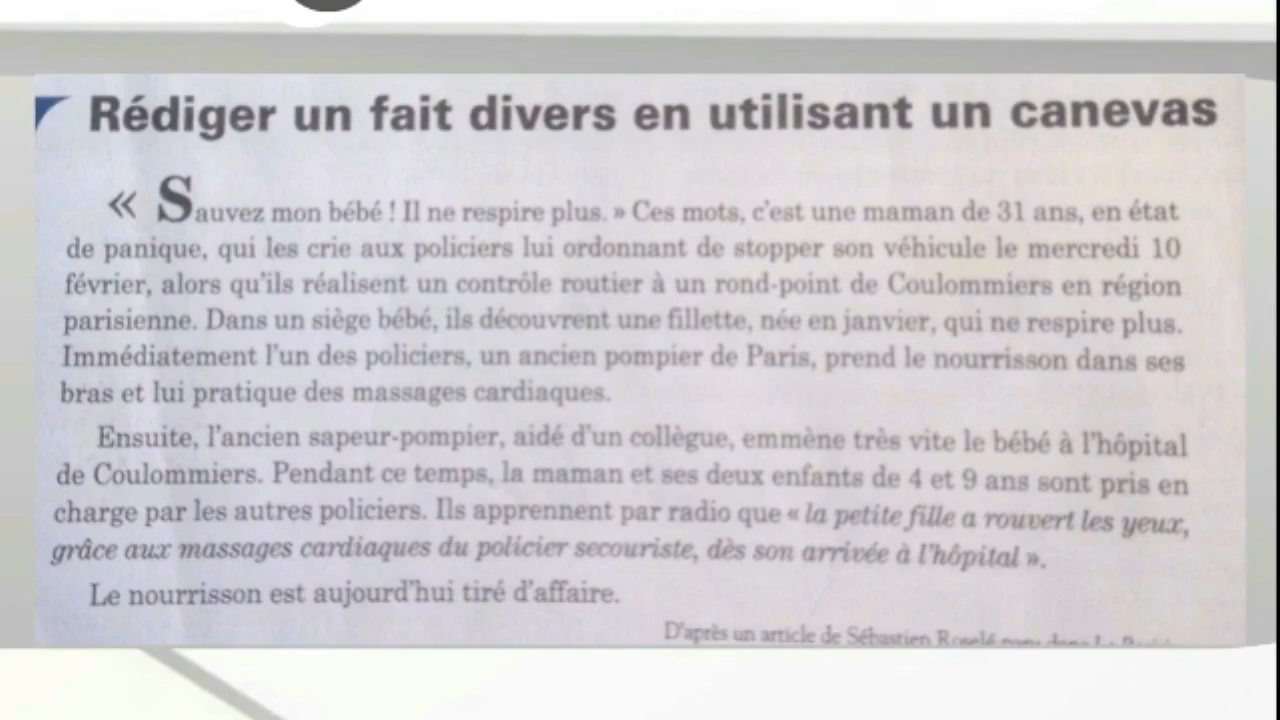 Rédiger un fait divers en utilisant un canevas
« Sauvez mon bébé ! Il ne respire plus. » Ces mots, c'est une maman de 31 ans, en état
de panique, qui les crie aux policiers lui ordonnant de stopper son véhicule le mercredi 10
février, alors qu'ils réalisent un contrôle routier à un rond-point de Coulommiers en région
parisienne. Dans un siège bébé, ils découvrent une fillette, née en janvier, qui ne respire plus.
Immédiatement l'un des policiers, un ancien pompier de Paris, prend le nourrisson dans ses
bras et lui pratique des massages cardiaques.
Ensuite, l'ancien sapeur-pompier, aidé d'un collègue, emmène très vite le bébé à l'hôpital
de Coulommiers. Pendant ce temps, la maman et ses deux enfants de 4 et 9 ans sont pris en
charge par les autres policiers. Ils apprennent par radio que « la petite fille a rouvert les yeux,
grâce aux massages cardiaques du policier secouriste, dès son arrivée à l'hôpital ».
Le nourrisson est aujourd'hui tiré d'affaire.
D'après un article de Sébastien